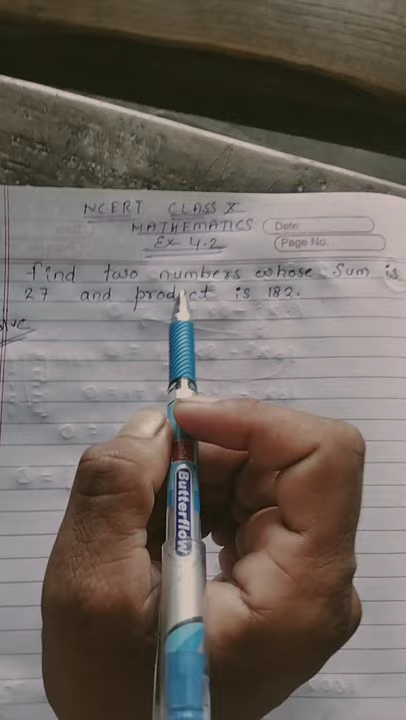 NCERT CLASS X
MATHEMATICS
Ex 4.2
Date:
Page No.
find two numbers whose Sum is
27 and product is 182.
Butterflow